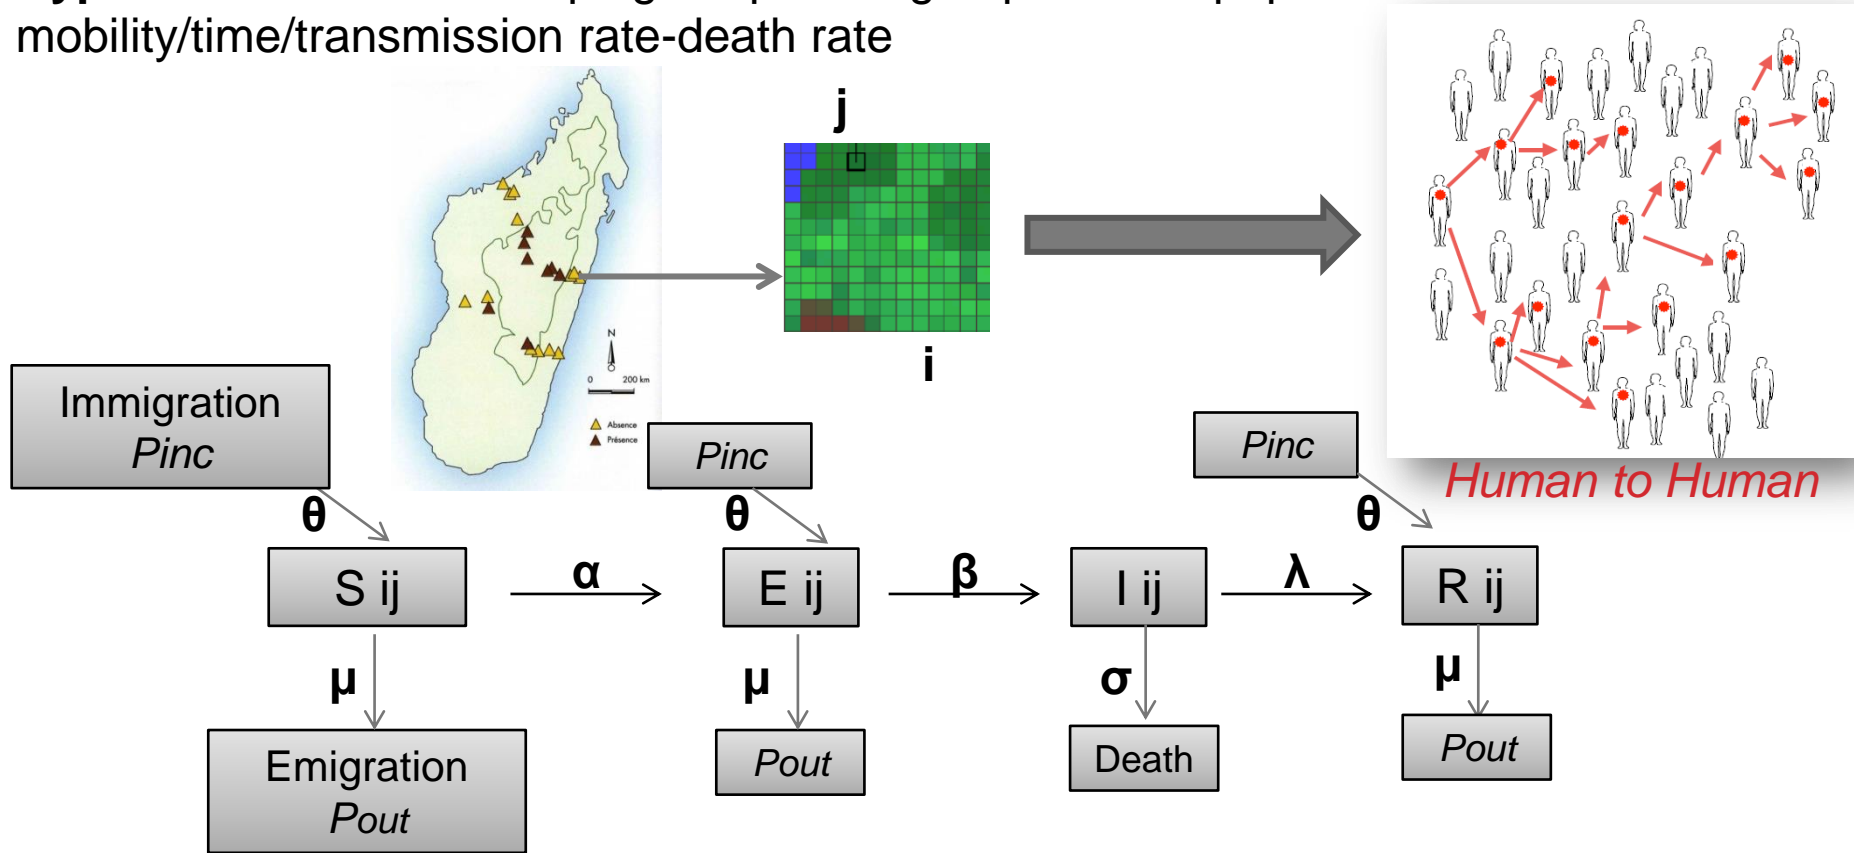 mobility/time/transmission rate-death rate
j
i
N
0 200 km
Absence
Présence
Human to Human
Immigration
Pinc
Pinc
Pinc
θ
θ
θ
S ij
α
E ij
β
I ij
λ
R ij
μ
μ
σ
μ
Emigration
Pout
Pout
Death
Pout